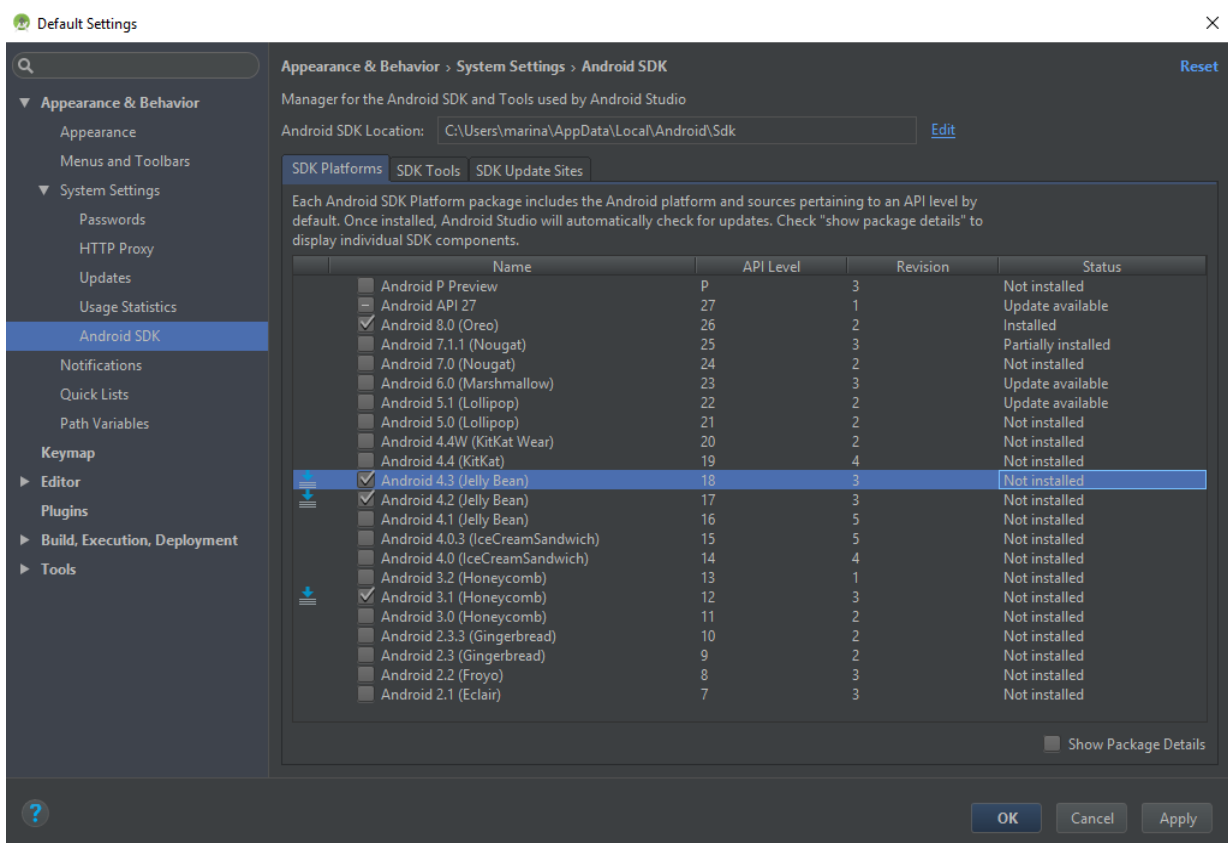 Default Settings
Appearance & Behavior › System Settings › Android SDK
Reset
Manager for the Android SDK and Tools used by Android Studio
Android SDK Location: C:\Users\marina\AppData\Local\Android\Sdk Edit
Appearance & Behavior
Appearance
Menus and Toolbars
System Settings
Passwords
HTTP Proxy
Updates
Usage Statistics
Android SDK
Notifications
Quick Lists
Path Variables
Keymap
Editor
Plugins
Build, Execution, Deployment
Tools
SDK Platforms SDK Tools SDK Update Sites
Each Android SDK Platform package includes the Android platform and sources pertaining to an API level by
default. Once installed, Android Studio will automatically check for updates. Check "show package details" to
display individual SDK components.
Name API Level Revision Status
Android P Preview P 3 Not installed
Android API 27 27 1 Update available
Android 8.0 (Oreo) 26 2 Installed
Android 7.1.1 (Nougat) 25 3 Partially installed
Android 7.0 (Nougat) 24 2 Not installed
Android 6.0 (Marshmallow) 23 3 Update available
Android 5.1 (Lollipop) 22 2 Update available
Android 5.0 (Lollipop) 21 2 Not installed
Android 4.4W (KitKat Wear) 20 2 Not installed
Android 4.4 (KitKat) 19 4 Not installed
Android 4.3 (Jelly Bean) 18 3 Not installed
Android 4.2 (Jelly Bean) 17 3 Not installed
Android 4.1 (Jelly Bean) 16 5 Not installed
Android 4.0.3 (IceCreamSandwich) 15 5 Not installed
Android 4.0 (IceCreamSandwich) 14 4 Not installed
Android 3.2 (Honeycomb) 13 1 Not installed
Android 3.1 (Honeycomb) 12 3 Not installed
Android 3.0 (Honeycomb) 11 2 Not installed
Android 2.3.3 (Gingerbread) 10 2 Not installed
Android 2.3 (Gingerbread) 9 2 Not installed
Android 2.2 (Froyo) 8 3 Not installed
Android 2.1 (Eclair) 7 3 Not installed
Show Package Details
?
OK Cancel Apply